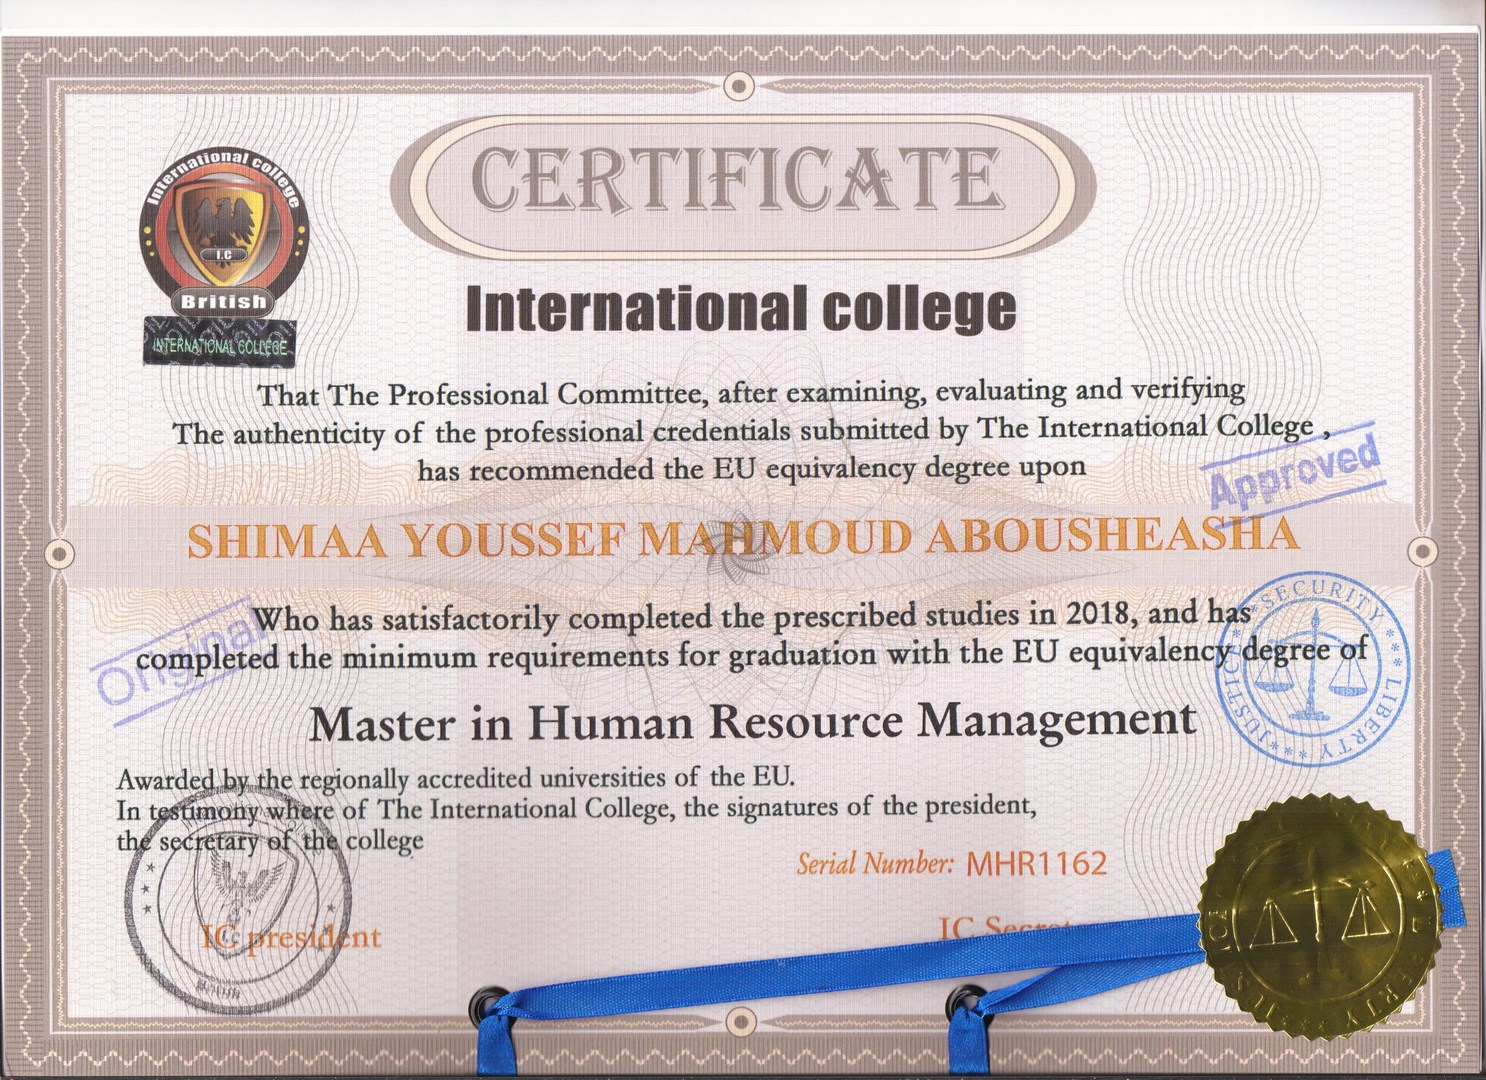 CERTIFICATE
International college
I.C
British
INTERNATIONAL COLLEGE
International college
That The Professional Committee, after examining, evaluating and verifying
The authenticity of the professional credentials submitted by The International College ,
has recommended the EU equivalency degree upon
Approved
SHIMAA YOUSSEF MAHMOUD ABOUSHEASHA
Original
Who has satisfactorily completed the prescribed studies in 2018, and has
completed the minimum requirements for graduation with the EU equivalency degree of
SECURITY *** LIBERTY *** JUSTICE
Master in Human Resource Management
Awarded by the regionally accredited universities of the EU.
In testimony where of The International College, the signatures of the president,
the secretary of the college
Serial Number: MHR1162
IC president
IC